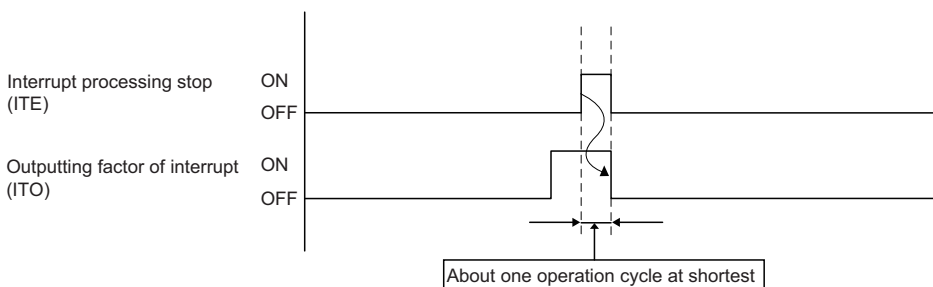 Interrupt processing stop
(ITE)
ON
OFF
Outputting factor of interrupt
(ITO)
ON
OFF
About one operation cycle at shortest